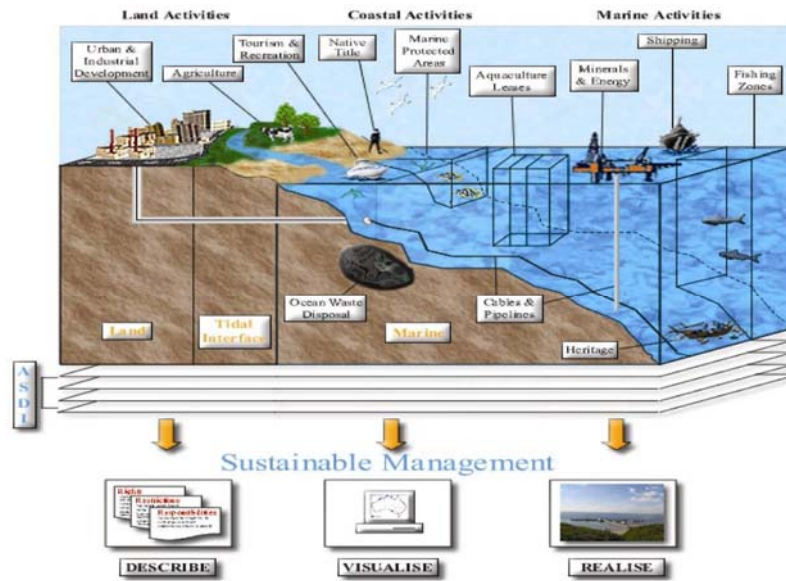 Land Activities
Coastal Activities
Marine Activities
Urban &
Industrial
Development
Agriculture
Tourism &
Recreation
Native
Title
Marine
Protected
Areas
Aquaculture
Leases
Minerals
& Energy
Shipping
Fishing
Zones
Ocean Waste
Disposal
Cables &
Pipelines
Heritage
Land
Tidal
Interface
Marine
A
S
D
I
Sustainable Management
Rights
Restrictions
Responsibilities
DESCRIBE
VISUALISE
REALISE